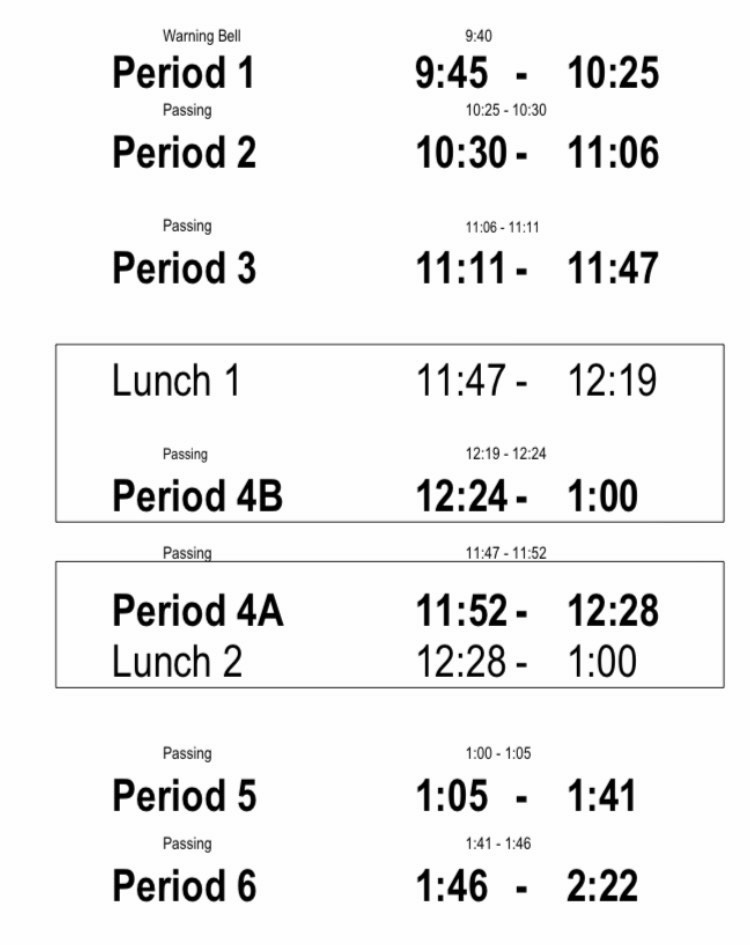 Warning Bell 9:40
Period 1 9:45 - 10:25
Passing 10:25 - 10:30
Period 2 10:30 - 11:06
Passing 11:06 - 11:11
Period 3 11:11 - 11:47
Lunch 1 11:47 - 12:19
Passing 12:19 - 12:24
Period 4B 12:24 - 1:00
Passing 11:47 - 11:52
Period 4A 11:52 - 12:28
Lunch 2 12:28 - 1:00
Passing 1:00 - 1:05
Period 5 1:05 - 1:41
Passing 1:41 - 1:46
Period 6 1:46 - 2:22